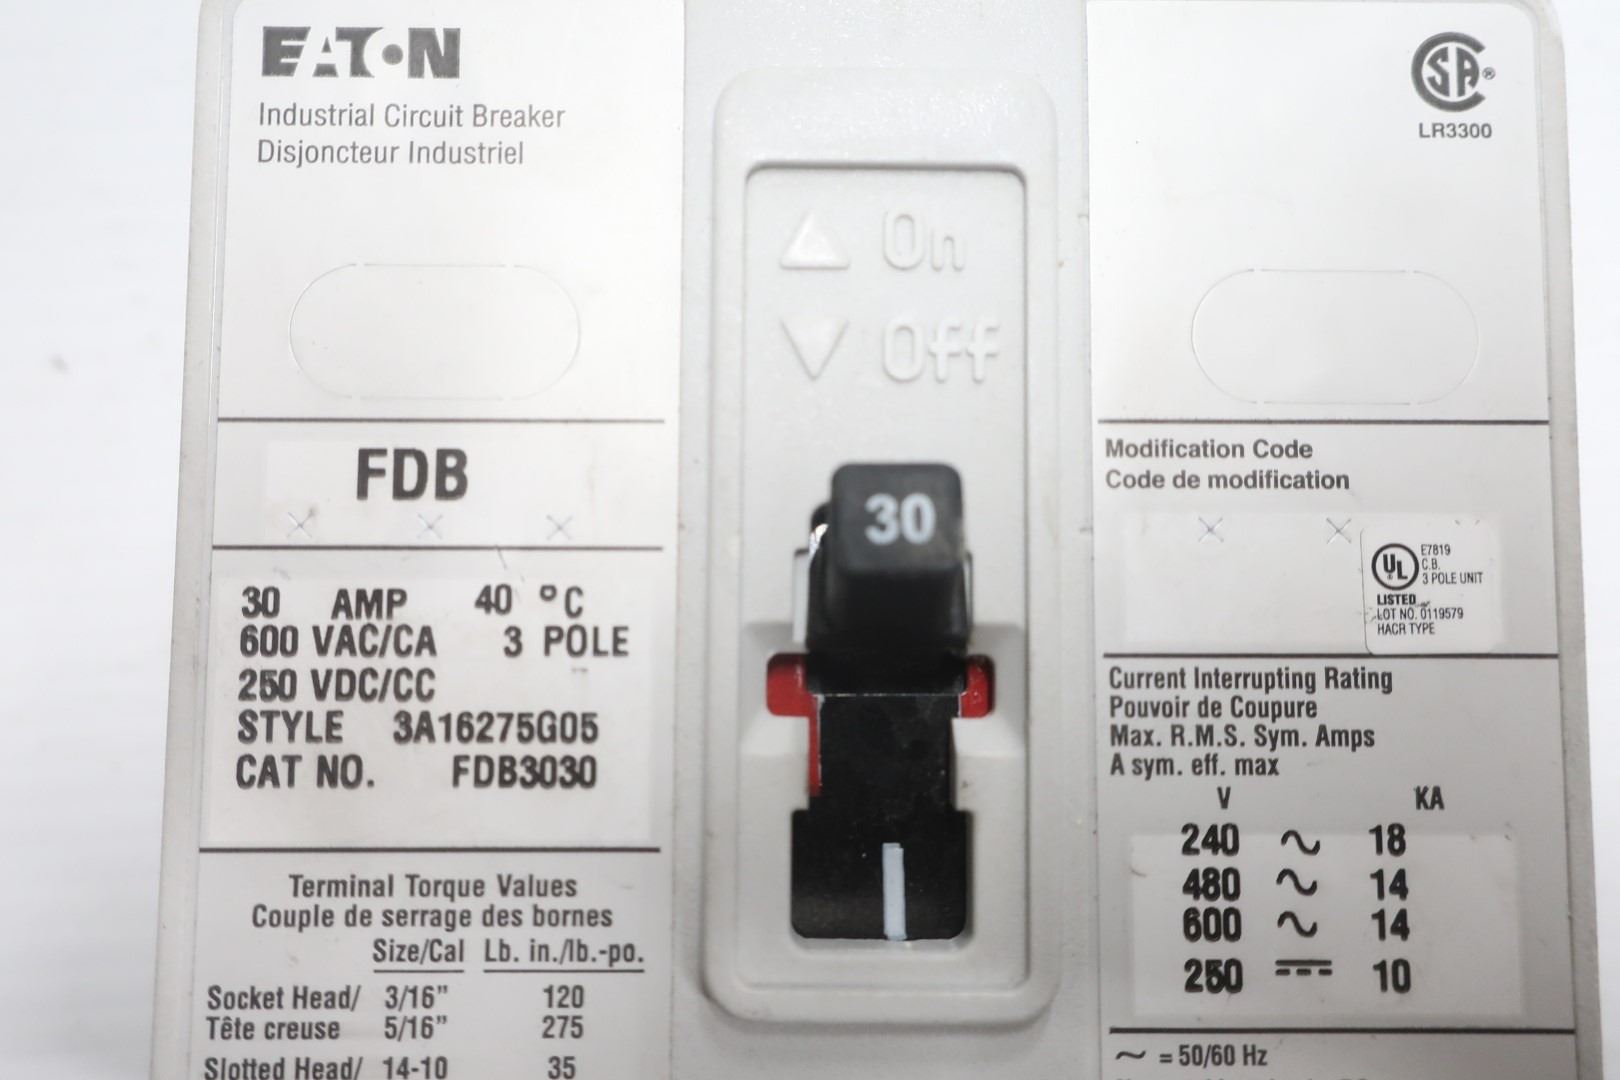 EATON
Industrial Circuit Breaker
Disjoncteur Industriel
FDB
30 AMP 40 °C
600 VAC/CA 3 POLE
250 VDC/CC
STYLE 3A16275G05
CAT NO. FDB3030
Terminal Torque Values
Couple de serrage des bornes
Size/Cal Lb. in./lb.-po.
Socket Head/ 3/16" 120
Tête creuse 5/16" 275
Slotted Head/ 14-10 35
On
Off
30
SA®
LR3300
Modification Code
Code de modification
UL®
E7819
C.B.
3 POLE UNIT
LISTED
LOT NO. 0119579
HACR TYPE
Current Interrupting Rating
Pouvoir de Coupure
Max. R.M.S. Sym. Amps
A sym. eff. max
V KA
240 ~ 18
480 ~ 14
600 ~ 14
250 ⎓ 10
~ = 50/60 Hz